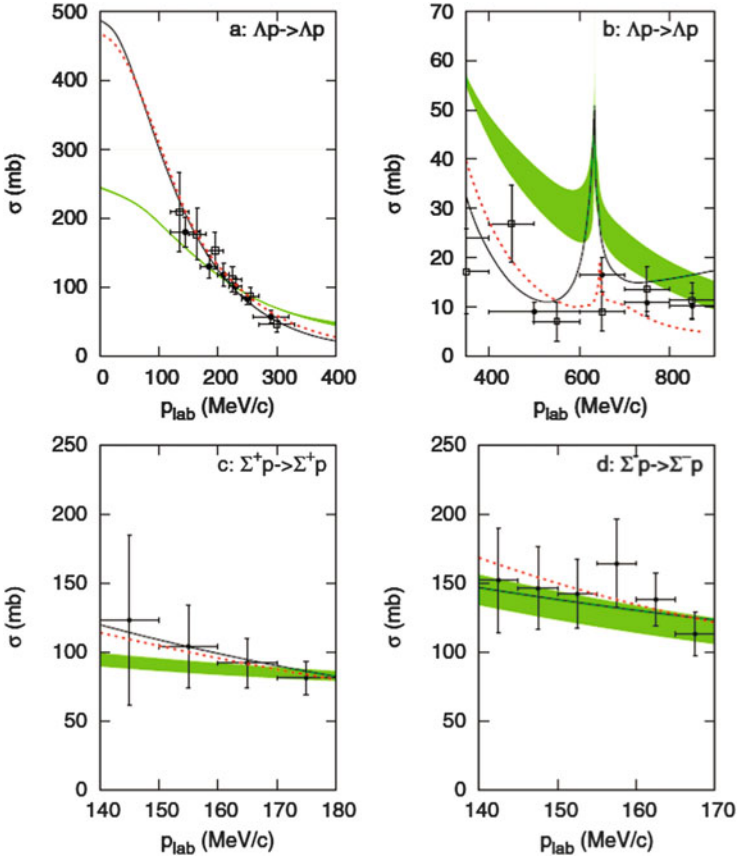 a: Λp->Λp
500
400
300
200
100
0
σ (mb)
0 100 200 300 400
p_lab (MeV/c)
b: Λp->Λp
70
60
50
40
30
20
10
0
σ (mb)
400 600 800
p_lab (MeV/c)
c: Σ⁺p->Σ⁺p
250
200
150
100
50
0
σ (mb)
140 150 160 170 180
p_lab (MeV/c)
d: Σ⁻p->Σ⁻p
250
200
150
100
50
0
σ (mb)
140 150 160 170
p_lab (MeV/c)